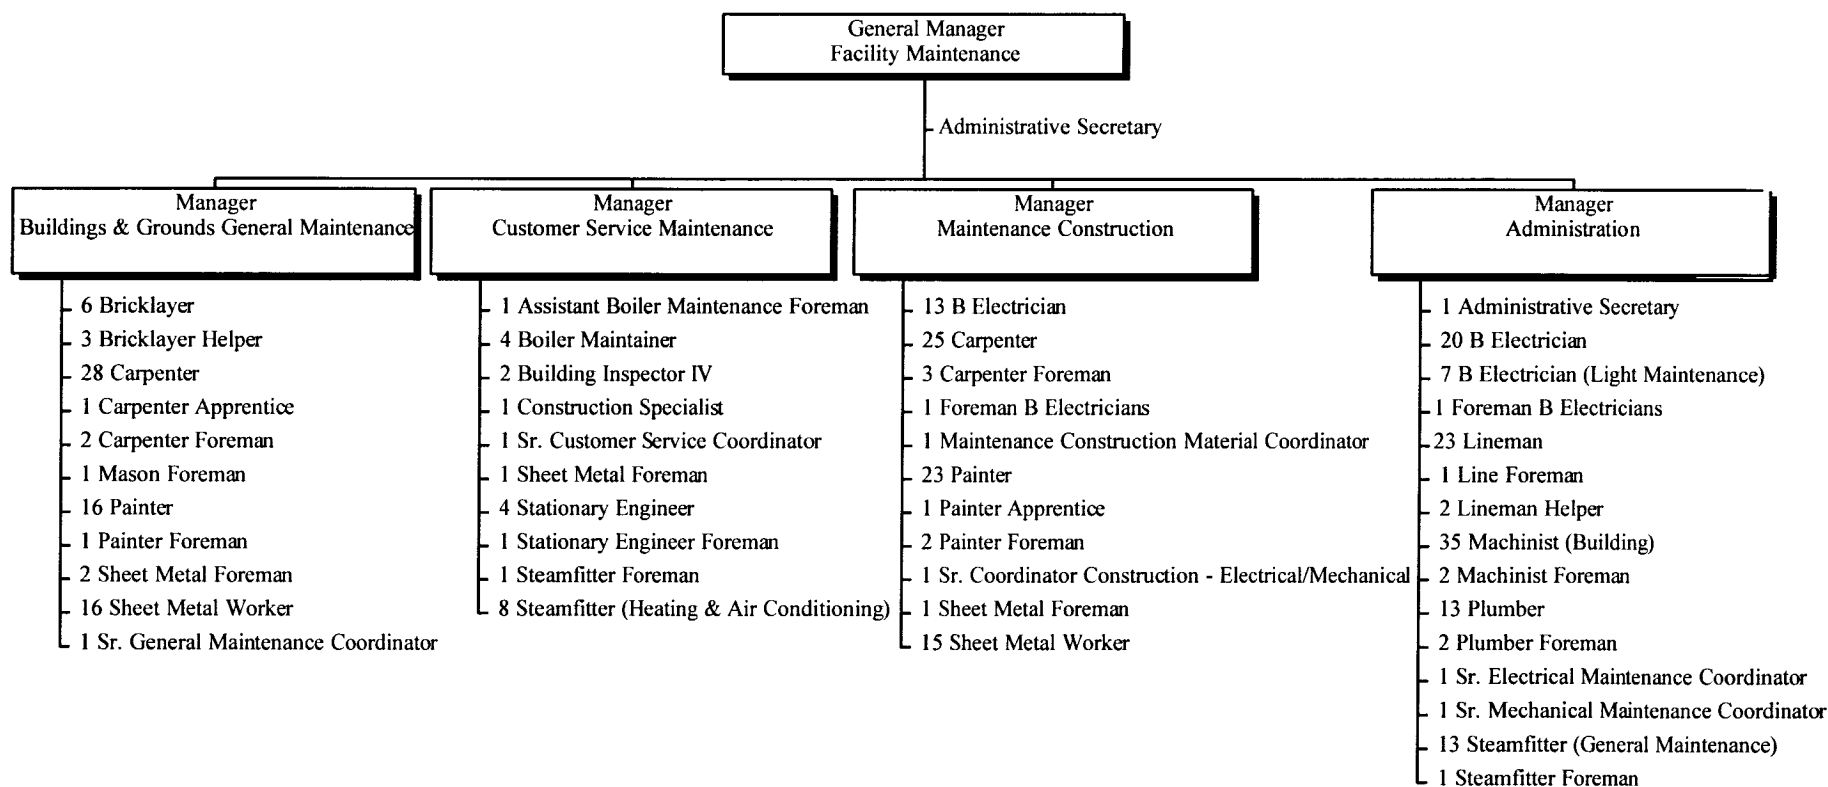 General Manager
Facility Maintenance
Administrative Secretary
Manager
Buildings & Grounds General Maintenance
6 Bricklayer
3 Bricklayer Helper
28 Carpenter
1 Carpenter Apprentice
2 Carpenter Foreman
1 Mason Foreman
16 Painter
1 Painter Foreman
2 Sheet Metal Foreman
16 Sheet Metal Worker
1 Sr. General Maintenance Coordinator
Manager
Customer Service Maintenance
1 Assistant Boiler Maintenance Foreman
4 Boiler Maintainer
2 Building Inspector IV
1 Construction Specialist
1 Sr. Customer Service Coordinator
1 Sheet Metal Foreman
4 Stationary Engineer
1 Stationary Engineer Foreman
1 Steamfitter Foreman
8 Steamfitter (Heating & Air Conditioning)
Manager
Maintenance Construction
13 B Electrician
25 Carpenter
3 Carpenter Foreman
1 Foreman B Electricians
1 Maintenance Construction Material Coordinator
23 Painter
1 Painter Apprentice
2 Painter Foreman
1 Sr. Coordinator Construction - Electrical/Mechanical
1 Sheet Metal Foreman
15 Sheet Metal Worker
Manager
Administration
1 Administrative Secretary
20 B Electrician
7 B Electrician (Light Maintenance)
1 Foreman B Electricians
23 Lineman
1 Line Foreman
2 Lineman Helper
35 Machinist (Building)
2 Machinist Foreman
13 Plumber
2 Plumber Foreman
1 Sr. Electrical Maintenance Coordinator
1 Sr. Mechanical Maintenance Coordinator
13 Steamfitter (General Maintenance)
1 Steamfitter Foreman